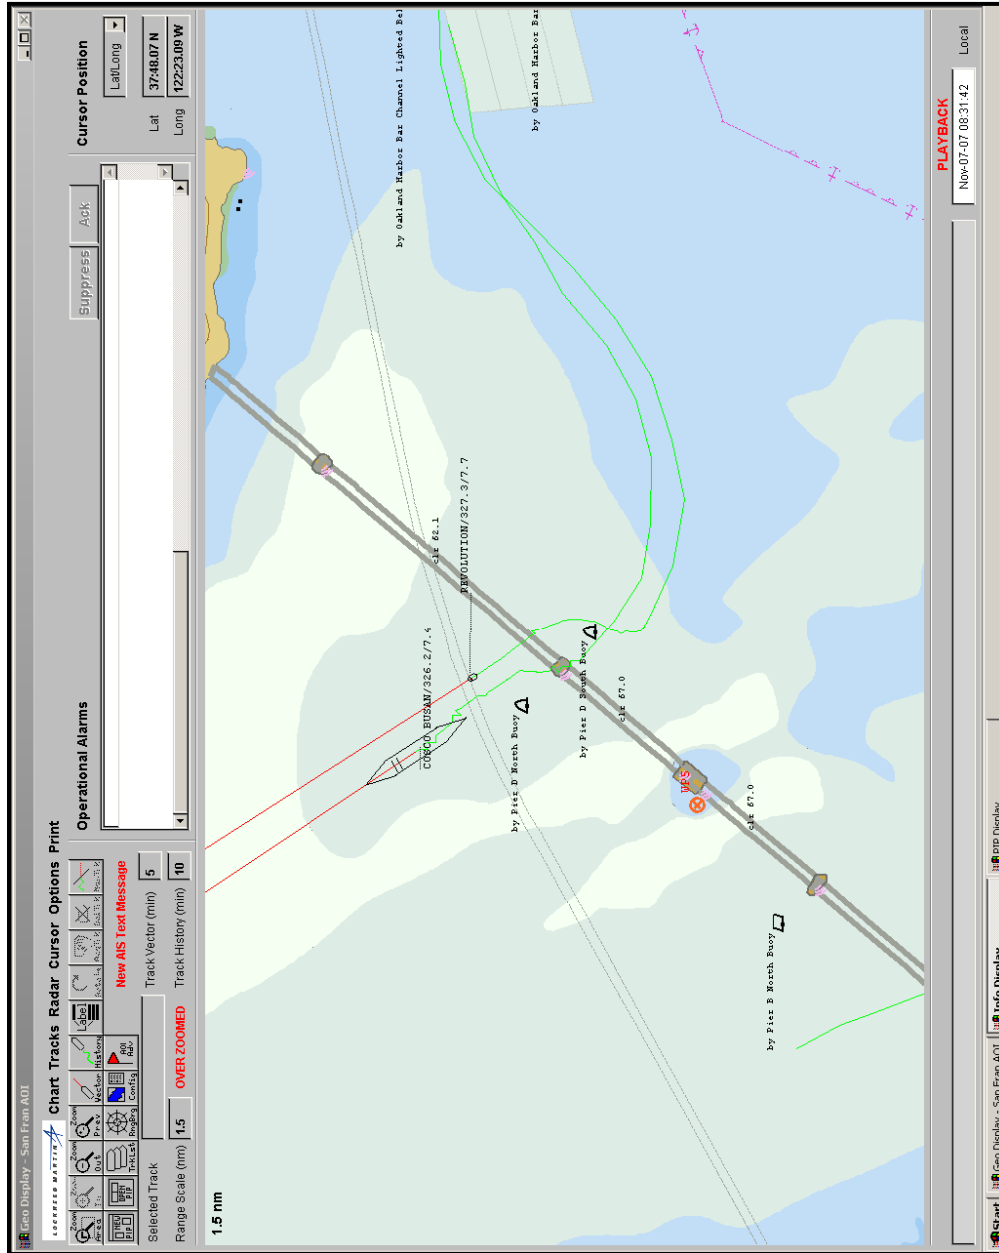 Geo Display - San Fran AOI
LOCKHEED MARTIN
Chart Tracks Radar Cursor Options Print
Zoom Area
Zoom In
Zoom Out
Zoom Prev
Vector
History
Label
NEW PIP
OPEN PIP
TrkLst
RngBrg
Config
AOI Adv
New AIS Text Message
Selected Track
Track Vector (min) 5
Range Scale (nm) 1.5 OVER ZOOMED Track History (min) 10
Operational Alarms
Suppress Ack
Cursor Position
Lat/Long
Lat 37:48.07 N
Long 122:23.09 W
1.5 nm
by Oakland Harbor Bar Channel Lighted Bel
by Oakland Harbor Bar
clr 62.1
REVOLUTION/327.3/7.7
COSCO BUSAN/326.2/7.4
by Pier D North Buoy
by Pier D South Buoy
clr 67.0
clr 67.0
by Pier B North Buoy
PLAYBACK
Nov-07-07 08:31:42 Local
Start
Geo Display - San Fran AOI
Info Display
PIP Display